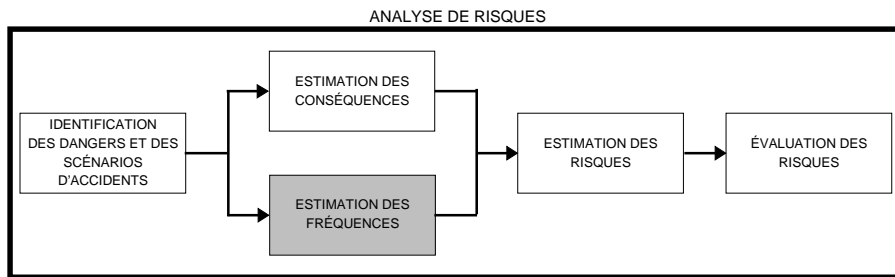 ANALYSE DE RISQUES
IDENTIFICATION
DES DANGERS ET DES
SCÉNARIOS
D'ACCIDENTS
ESTIMATION DES
CONSÉQUENCES
ESTIMATION DES
FRÉQUENCES
ESTIMATION DES
RISQUES
ÉVALUATION DES
RISQUES